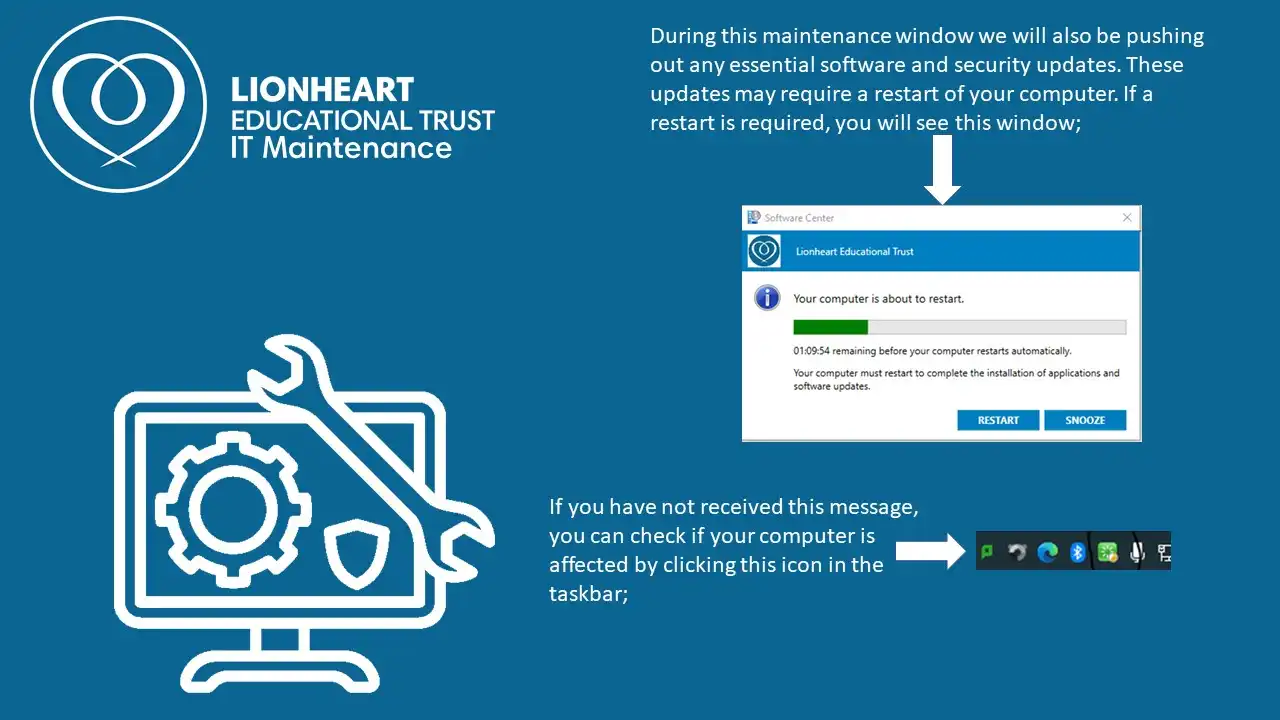 LIONHEART
EDUCATIONAL TRUST
IT Maintenance
During this maintenance window we will also be pushing
out any essential software and security updates. These
updates may require a restart of your computer. If a
restart is required, you will see this window;
Software Center
Lionheart Educational Trust
Your computer is about to restart.
01:09:54 remaining before your computer restarts automatically.
Your computer must restart to complete the installation of applications and
software updates.
RESTART
SNOOZE
If you have not received this message,
you can check if your computer is
affected by clicking this icon in the
taskbar;